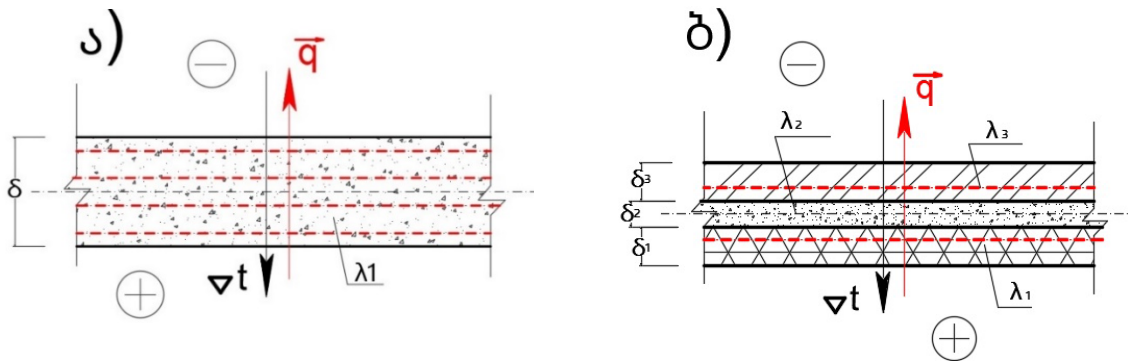 ა)
−
q
δ
λ1
∇t
+
ბ)
−
q
λ₂
λ₃
δ³
δ²
δ¹
λ₁
∇t
+